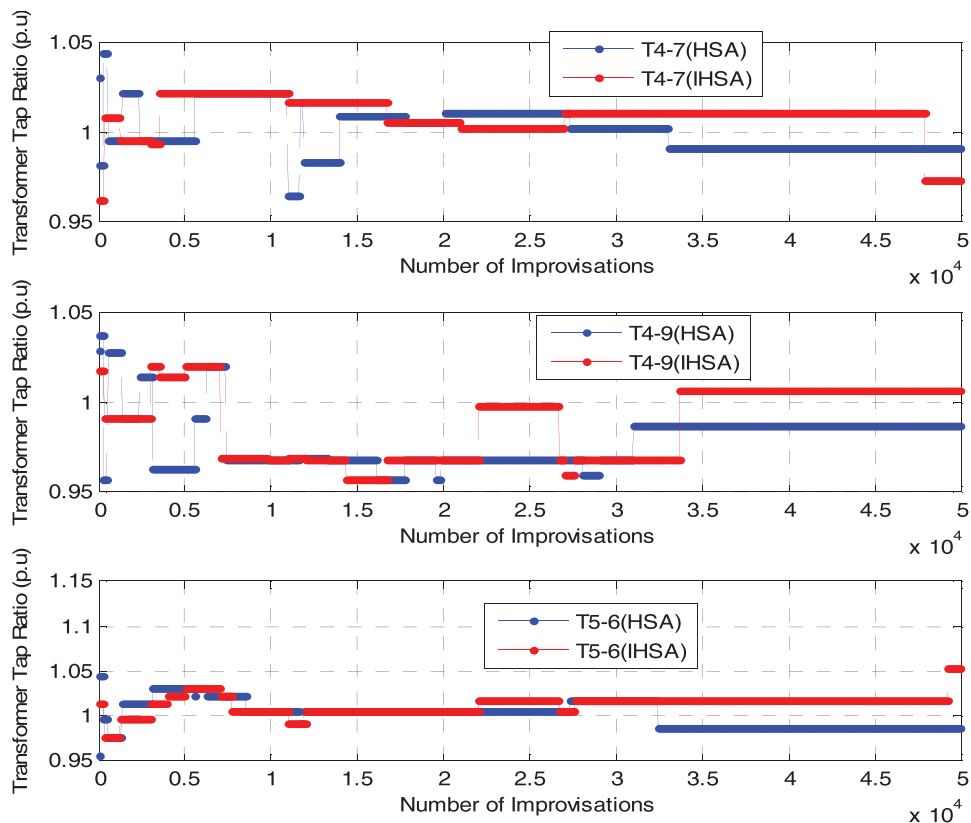 Transformer Tap Ratio (p.u)
1.05
1
0.95
T4-7(HSA)
T4-7(IHSA)
0 0.5 1 1.5 2 2.5 3 3.5 4 4.5 5
Number of Improvisations
x 10^4
Transformer Tap Ratio (p.u)
1.05
1
0.95
T4-9(HSA)
T4-9(IHSA)
0 0.5 1 1.5 2 2.5 3 3.5 4 4.5 5
Number of Improvisations
x 10^4
Transformer Tap Ratio (p.u)
1.15
1.1
1.05
1
0.95
T5-6(HSA)
T5-6(IHSA)
0 0.5 1 1.5 2 2.5 3 3.5 4 4.5 5
Number of Improvisations
x 10^4